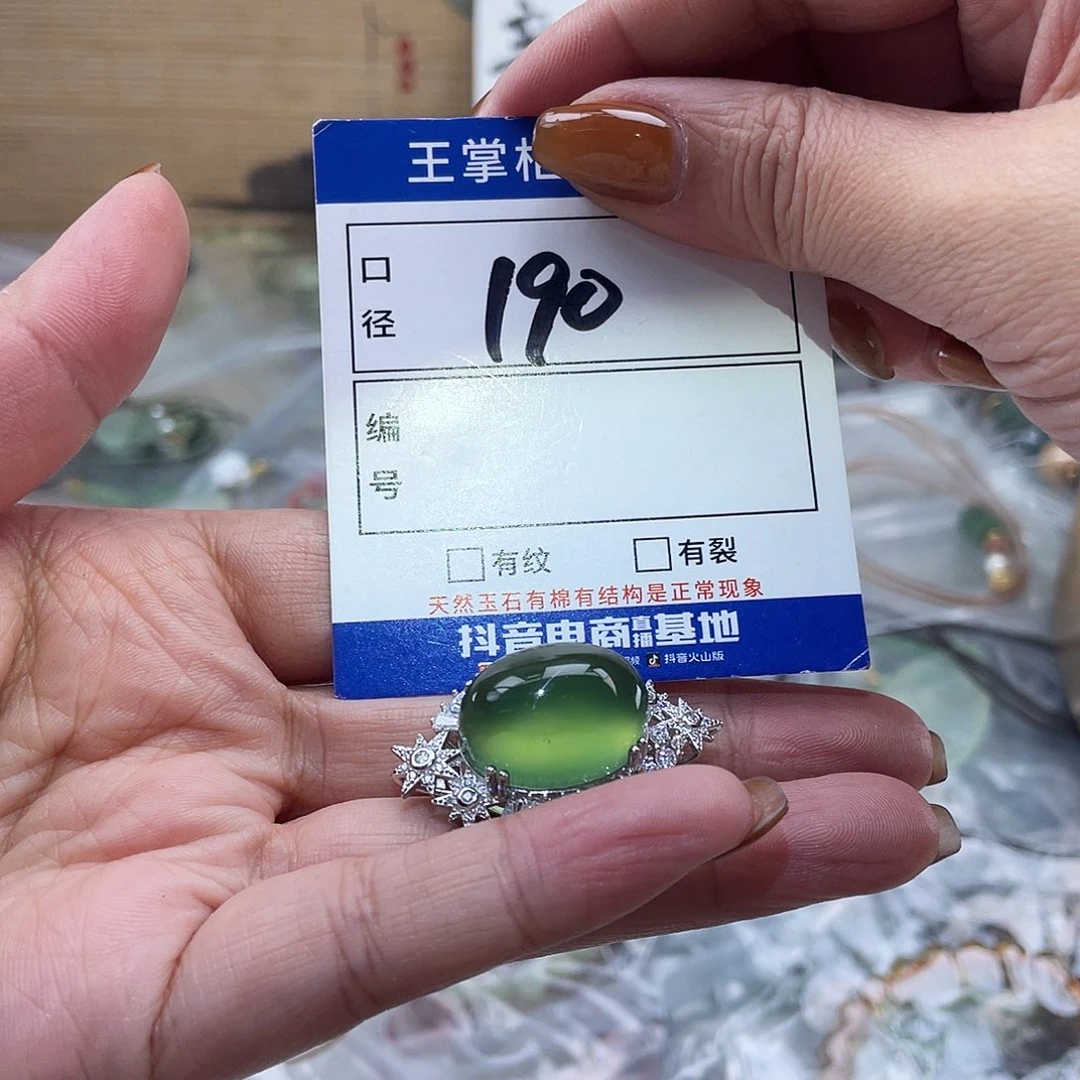 王掌柜
口径
190
编号
□有纹 □有裂
天然玉石有棉有结构是正常现象
抖音电商直播基地
抖音火山版